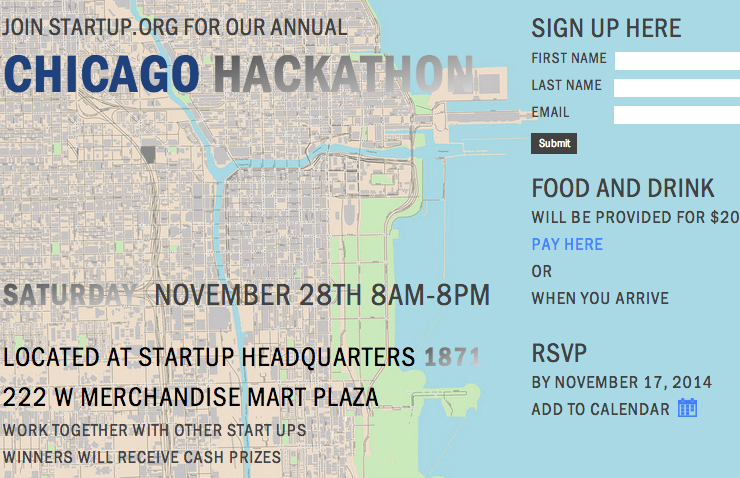 JOIN STARTUP.ORG FOR OUR ANNUAL
CHICAGO HACKATHON
SATURDAY NOVEMBER 28TH 8AM-8PM
LOCATED AT STARTUP HEADQUARTERS 1871
222 W MERCHANDISE MART PLAZA
WORK TOGETHER WITH OTHER START UPS
WINNERS WILL RECEIVE CASH PRIZES
SIGN UP HERE
FIRST NAME
LAST NAME
EMAIL
Submit
FOOD AND DRINK
WILL BE PROVIDED FOR $20
PAY HERE
OR
WHEN YOU ARRIVE
RSVP
BY NOVEMBER 17, 2014
ADD TO CALENDAR